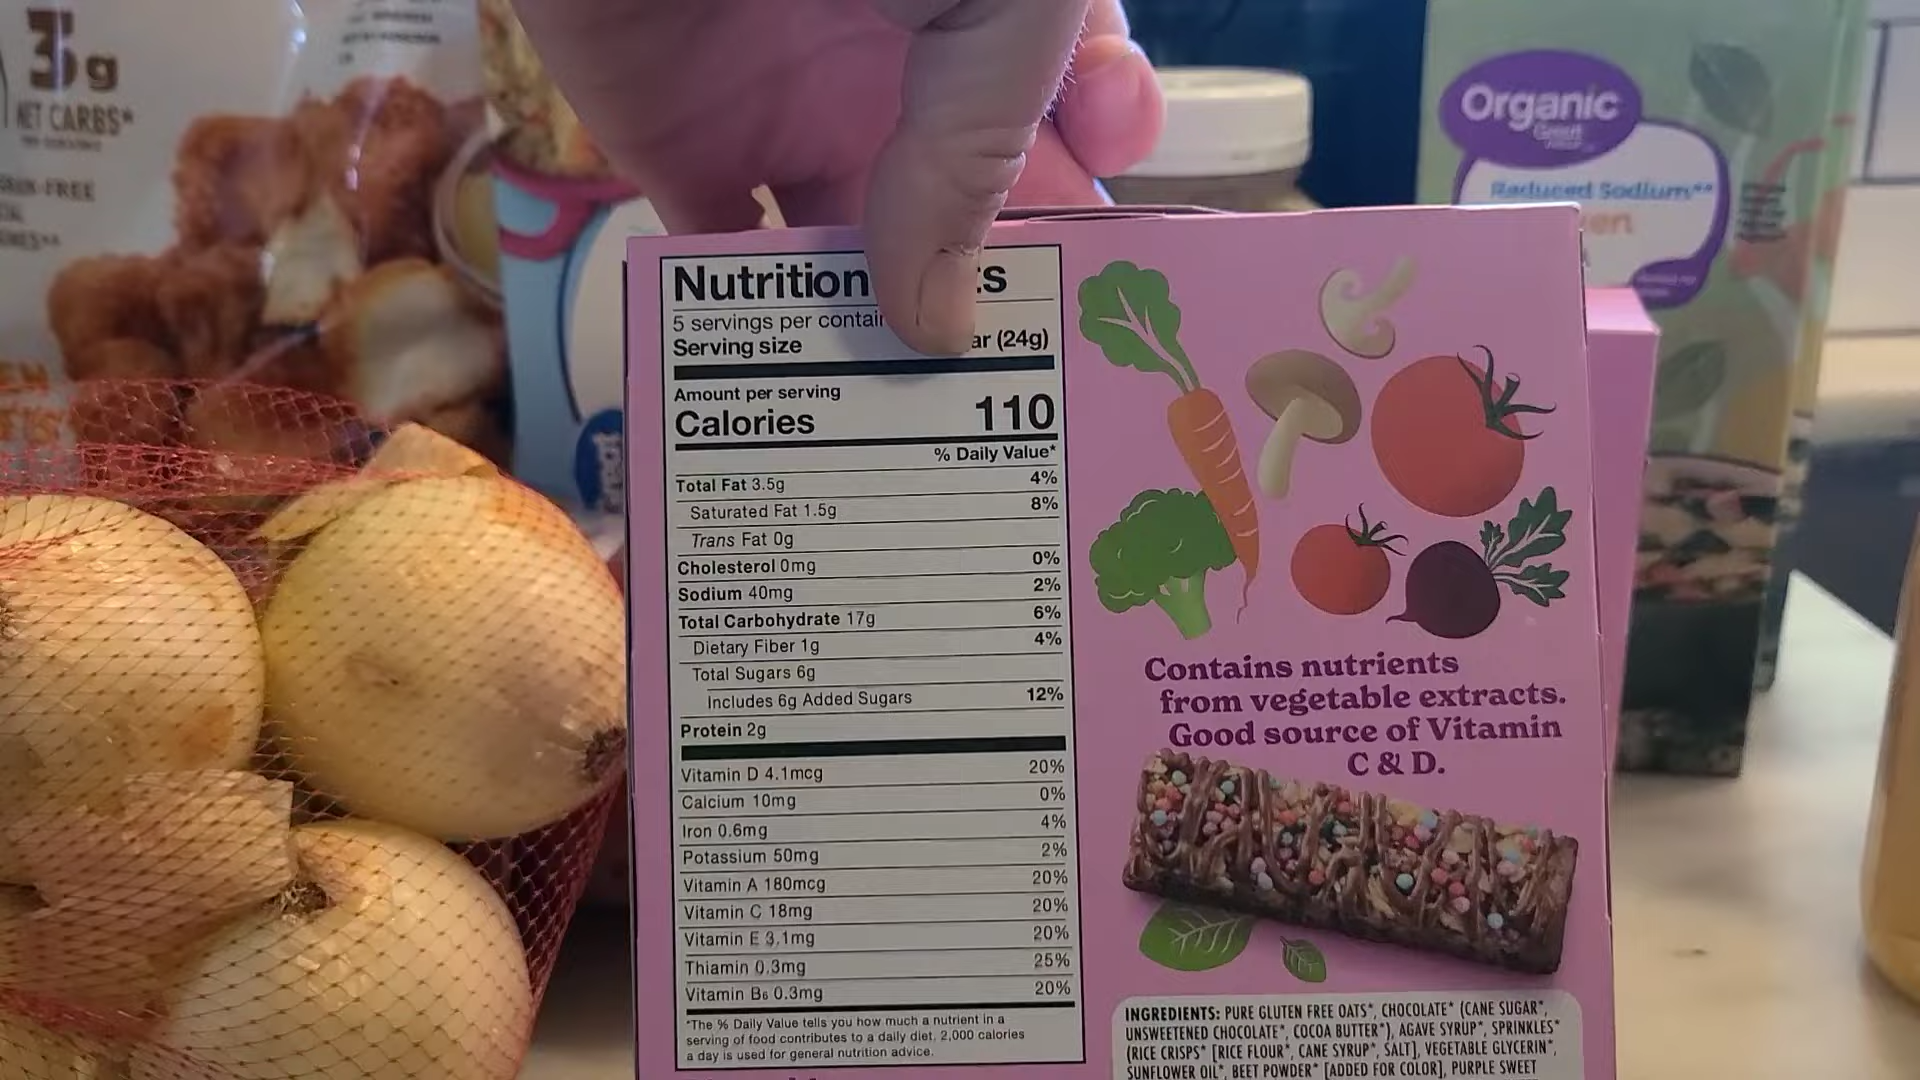 3g
NET CARBS*
Organic
Great
Reduced Sodium**
Nutrition
5 servings per
Serving size (24g)
Amount per serving
Calories 110
% Daily Value*
Total Fat 3.5g 4%
Saturated Fat 1.5g 8%
Trans Fat 0g
Cholesterol 0mg 0%
Sodium 40mg 2%
Total Carbohydrate 17g 6%
Dietary Fiber 1g 4%
Total Sugars 6g
Includes 6g Added Sugars 12%
Protein 2g
Vitamin D 4.1mcg 20%
Calcium 10mg 0%
Iron 0.6mg 4%
Potassium 50mg 2%
Vitamin A 180mcg 20%
Vitamin C 18mg 20%
Vitamin E 3.1mg 20%
Thiamin 0.3mg 25%
Vitamin B₆ 0.3mg 20%
*The % Daily Value tells you how much a nutrient in a
serving of food contributes to a daily diet. 2,000 calories
a day is used for general nutrition advice.
Contains nutrients
from vegetable extracts.
Good source of Vitamin
C & D.
INGREDIENTS: PURE GLUTEN FREE OATS*, CHOCOLATE* (CANE SUGAR*,
UNSWEETENED CHOCOLATE*, COCOA BUTTER*), AGAVE SYRUP*, SPRINKLES*
(RICE CRISPS* [RICE FLOUR*, CANE SYRUP*, SALT], VEGETABLE GLYCERIN*,
SUNFLOWER OIL*, BEET POWDER* [ADDED FOR COLOR], PURPLE SWEET